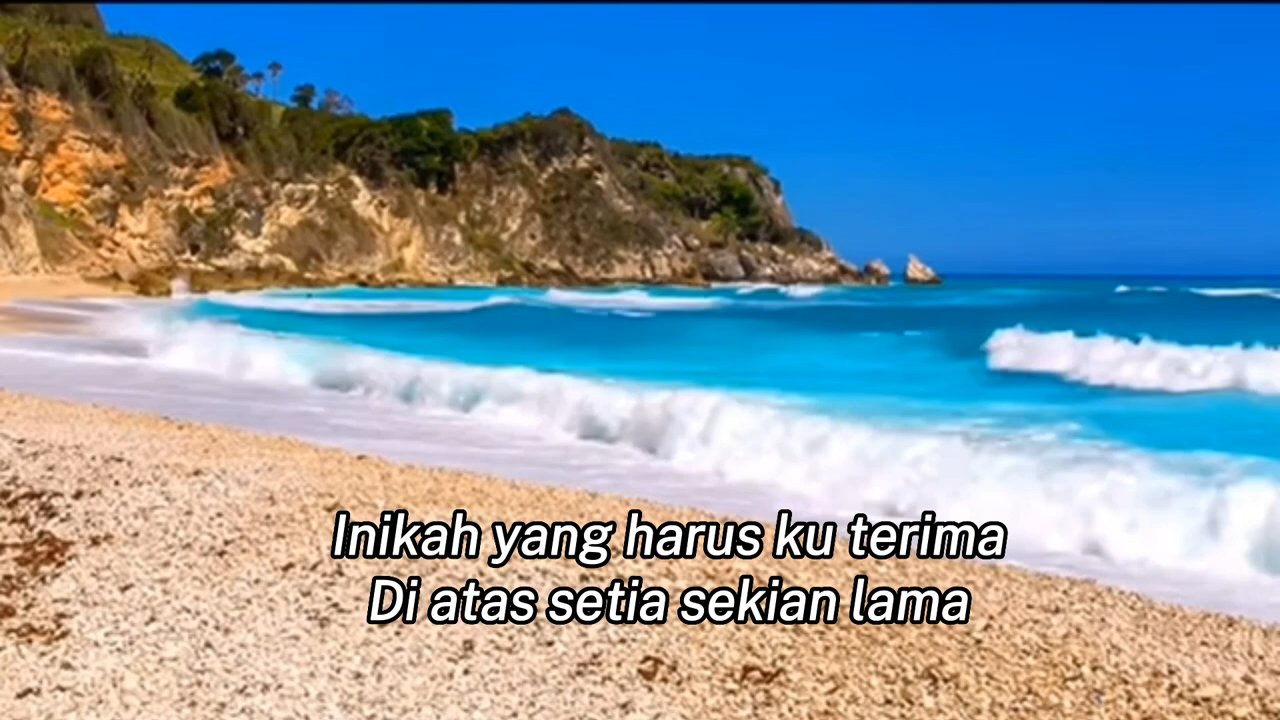 Inikah yang harus ku terima
Di atas setia sekian lama